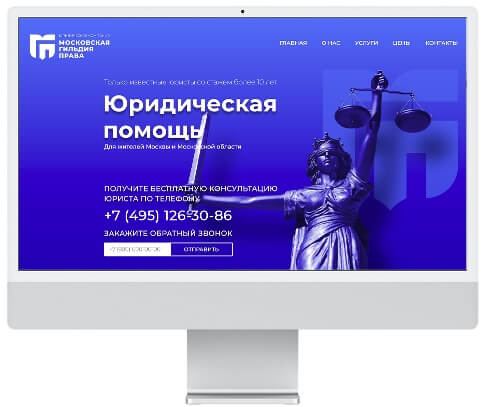 МОСКОВСКАЯ
ГИЛЬДИЯ
ПРАВА
ГЛАВНАЯ О НАС УСЛУГИ ЦЕНЫ КОНТАКТЫ
Только известные юристы со стажем более 10 лет
Юридическая
помощь
Для жителей Москвы и Московской области
ПОЛУЧИТЕ БЕСПЛАТНУЮ КОНСУЛЬТАЦИЮ
ЮРИСТА ПО ТЕЛЕФОНУ
+7 (495) 126-30-86
ЗАКАЖИТЕ ОБРАТНЫЙ ЗВОНОК
ОТПРАВИТЬ